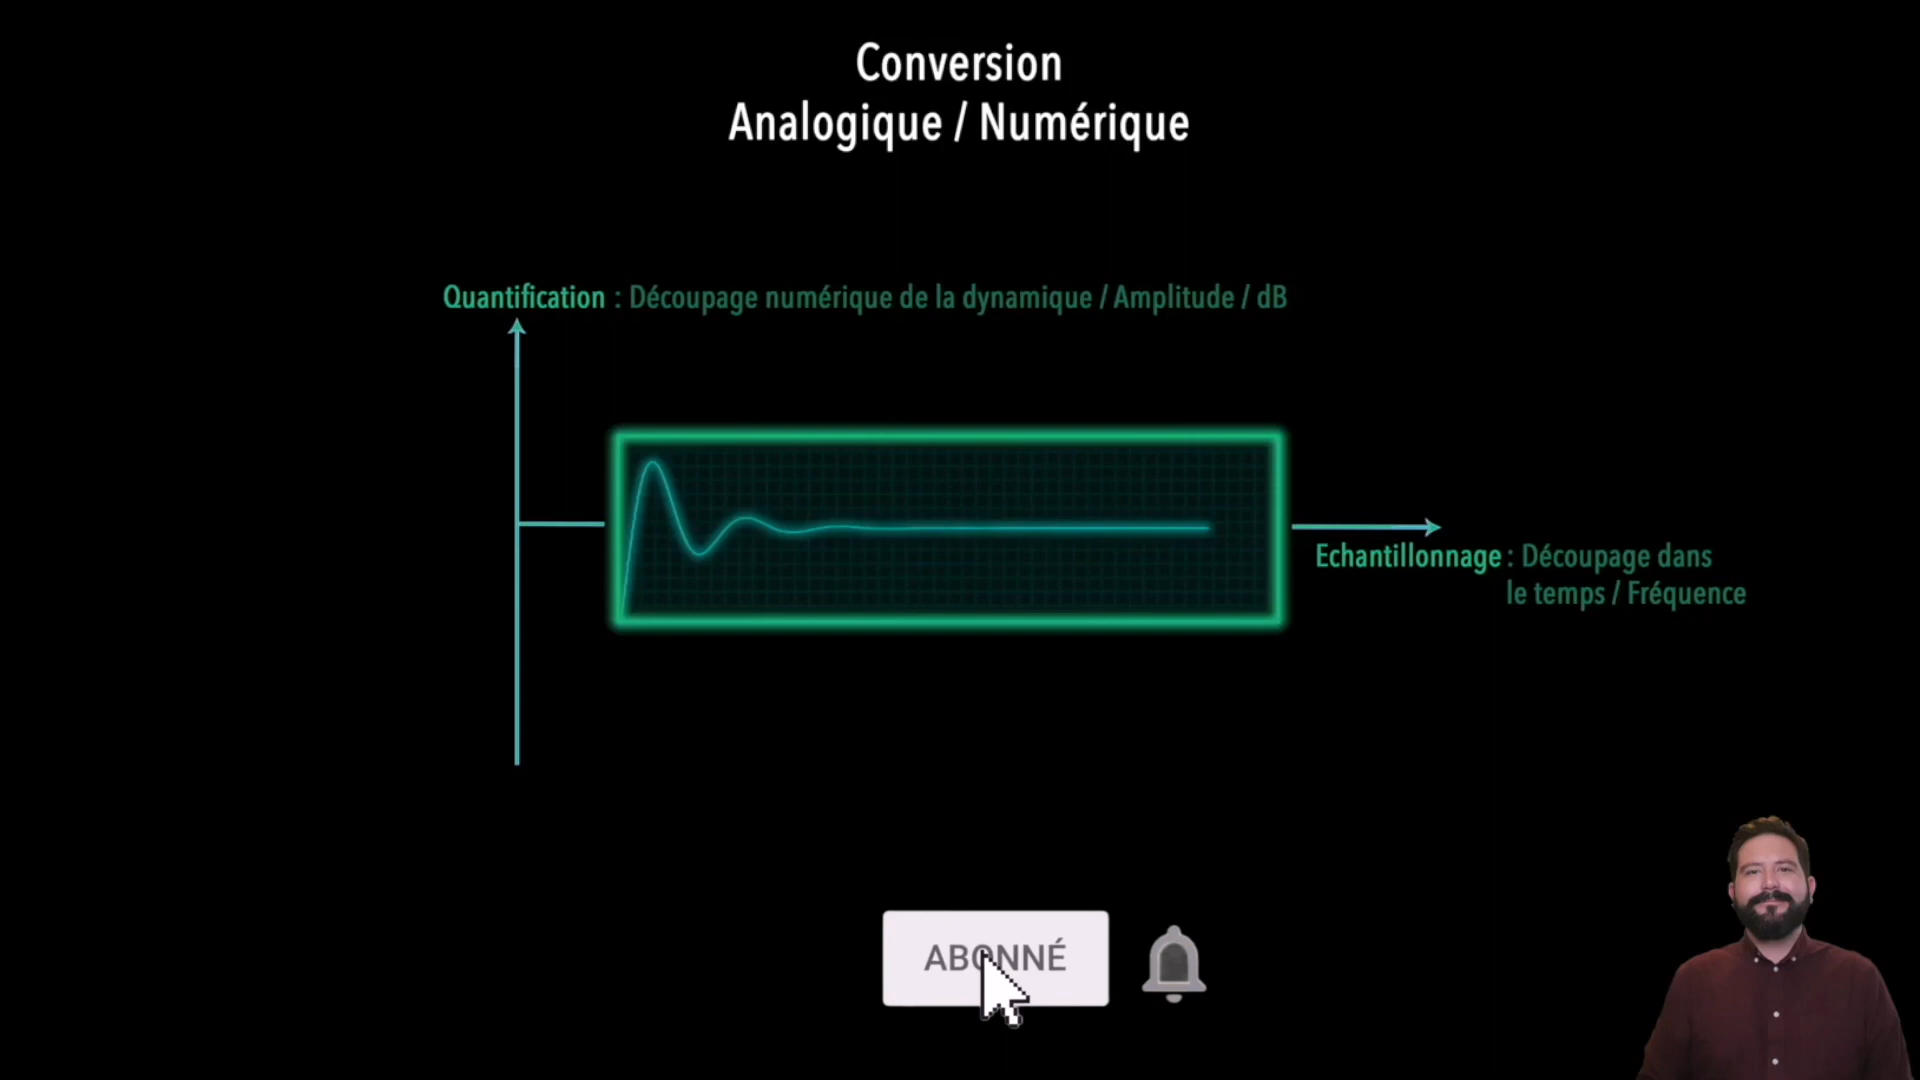 Conversion
Analogique / Numérique
Quantification : Découpage numérique de la dynamique / Amplitude / dB
Echantillonnage : Découpage dans
le temps / Fréquence
ABONNÉ